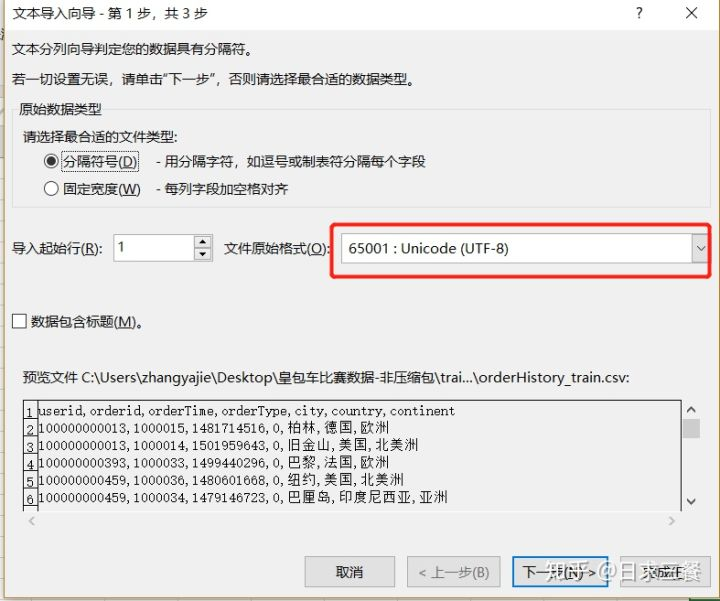 文本导入向导 - 第 1 步，共 3 步 ?
文本分列向导判定您的数据具有分隔符。
若一切设置无误，请单击“下一步”，否则请选择最合适的数据类型。
原始数据类型
请选择最合适的文件类型:
分隔符号(D) - 用分隔字符，如逗号或制表符分隔每个字段
固定宽度(W) - 每列字段加空格对齐
导入起始行(R): 1 文件原始格式(O): 65001 : Unicode (UTF-8)
数据包含标题(M)。
预览文件 C:\Users\zhangyajie\Desktop\皇包车比赛数据-非压缩包\trai...\orderHistory_train.csv:
1 userid,orderid,orderTime,orderType,city,country,continent
2 100000000013,1000015,1481714516,0,柏林,德国,欧洲
3 100000000013,1000014,1501959643,0,旧金山,美国,北美洲
4 100000000393,1000033,1499440296,0,巴黎,法国,欧洲
5 100000000459,1000036,1480601668,0,纽约,美国,北美洲
6 100000000459,1000034,1479146723,0,巴厘岛,印度尼西亚,亚洲
取消 < 上一步(B) 下一步(N) > 完成(F)
知乎 @日求三餐